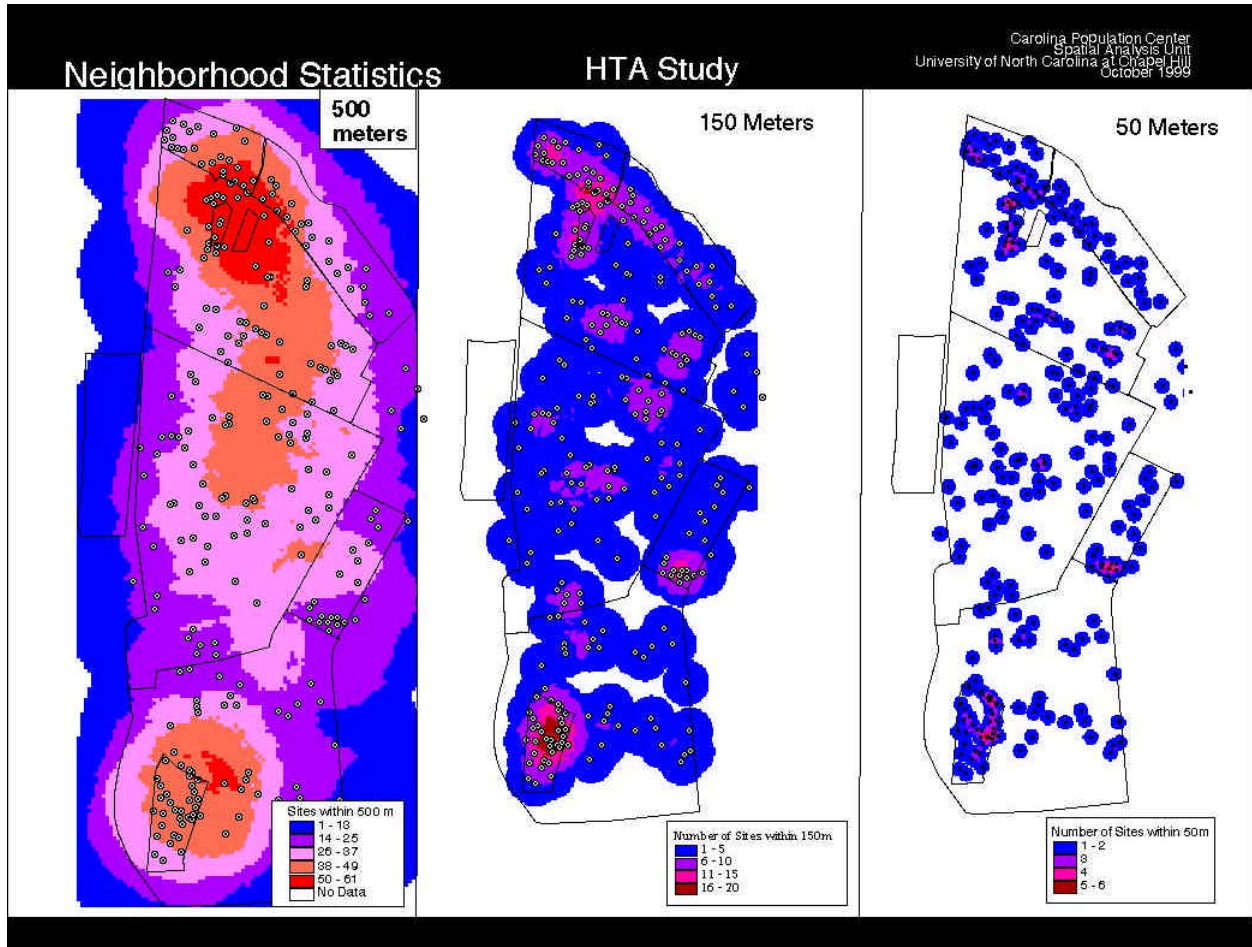 Carolina Population Center
Spatial Analysis Unit
University of North Carolina at Chapel Hill
October 1999
Neighborhood Statistics
HTA Study
500
meters
150 Meters
50 Meters
Sites within 500 m
1 - 13
14 - 25
26 - 37
38 - 49
50 - 61
No Data
Number of Sites within 150m
1 - 5
6 - 10
11 - 15
16 - 20
Number of Sites within 50m
1 - 2
3
4
5 - 6